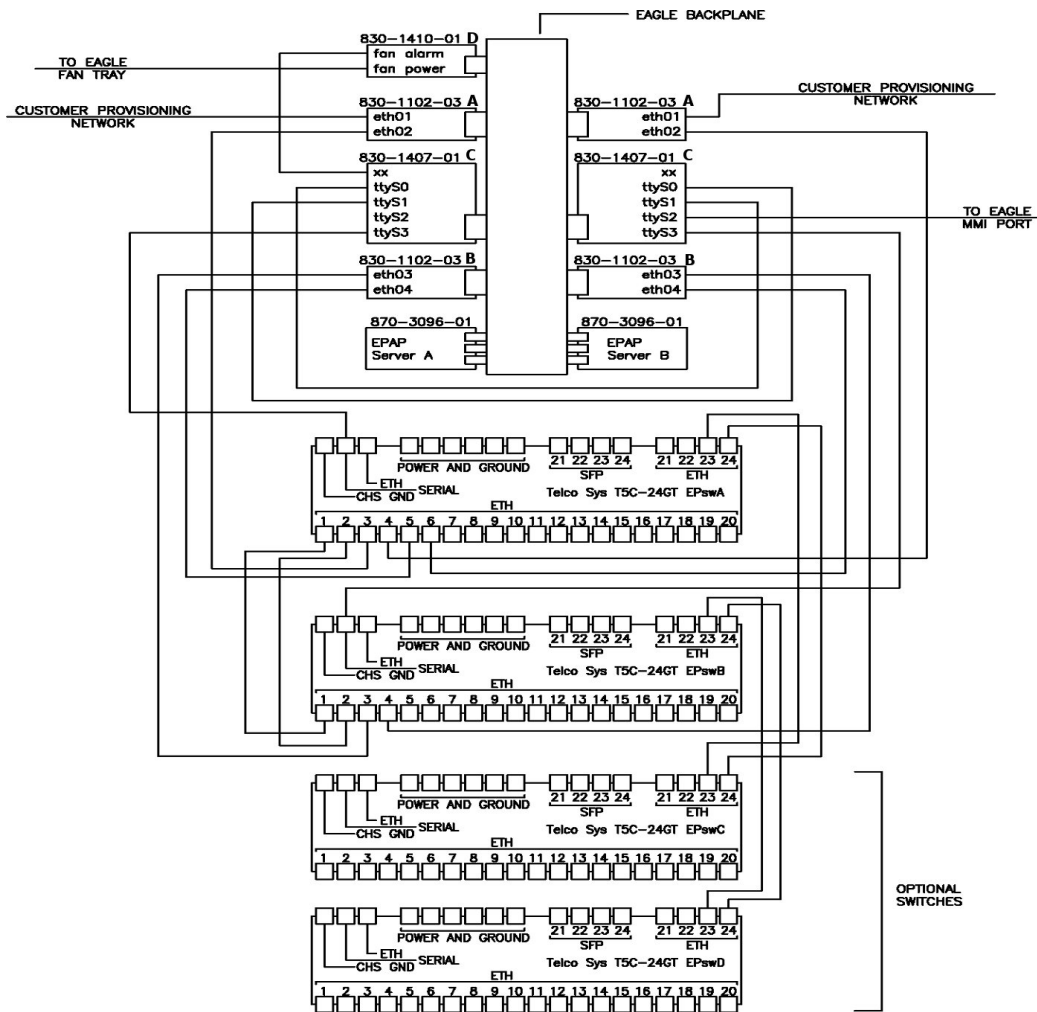 EAGLE BACKPLANE
830-1410-01 D
fan alarm
fan power
TO EAGLE
FAN TRAY
830-1102-03 A
eth01
eth02
CUSTOMER PROVISIONING
NETWORK
830-1102-03 A
eth01
eth02
CUSTOMER PROVISIONING
NETWORK
830-1407-01 C
xx
ttyS0
ttyS1
ttyS2
ttyS3
830-1407-01 C
xx
ttyS0
ttyS1
ttyS2
ttyS3
TO EAGLE
MMI PORT
830-1102-03 B
eth03
eth04
830-1102-03 B
eth03
eth04
870-3096-01
EPAP
Server A
870-3096-01
EPAP
Server B
21 22 23 24 21 22 23 24
POWER AND GROUND SFP ETH
ETH
SERIAL
CHS GND
Telco Sys T5C-24GT EPswA
ETH
1 2 3 4 5 6 7 8 9 10 11 12 13 14 15 16 17 18 19 20
21 22 23 24 21 22 23 24
POWER AND GROUND SFP ETH
ETH
SERIAL
CHS GND
Telco Sys T5C-24GT EPswB
ETH
1 2 3 4 5 6 7 8 9 10 11 12 13 14 15 16 17 18 19 20
21 22 23 24 21 22 23 24
POWER AND GROUND SFP ETH
ETH
SERIAL
CHS GND
Telco Sys T5C-24GT EPswC
ETH
1 2 3 4 5 6 7 8 9 10 11 12 13 14 15 16 17 18 19 20
OPTIONAL
SWITCHES
21 22 23 24 21 22 23 24
POWER AND GROUND SFP ETH
ETH
SERIAL
CHS GND
Telco Sys T5C-24GT EPswD
ETH
1 2 3 4 5 6 7 8 9 10 11 12 13 14 15 16 17 18 19 20